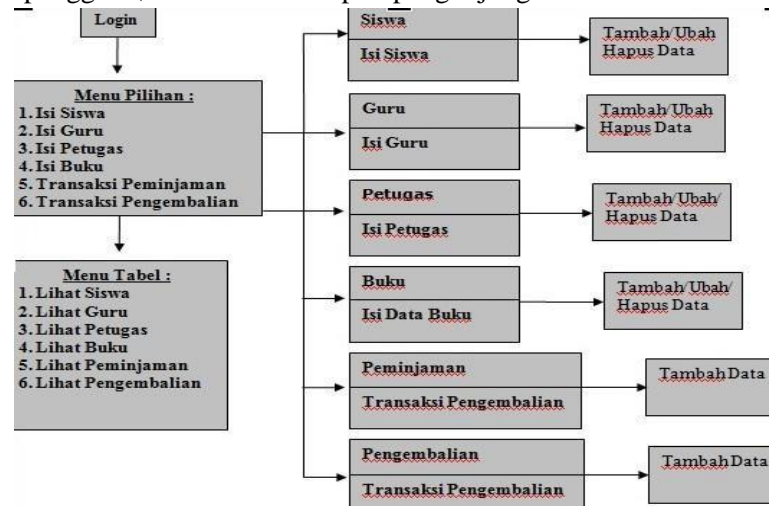 Login
Menu Pilihan :
1. Isi Siswa
2. Isi Guru
3. Isi Petugas
4. Isi Buku
5. Transaksi Peminjaman
6. Transaksi Pengembalian
Menu Tabel :
1. Lihat Siswa
2. Lihat Guru
3. Lihat Petugas
4. Lihat Buku
5. Lihat Peminjaman
6. Lihat Pengembalian
Siswa
Isi Siswa
Tambah/Ubah
Hapus Data
Guru
Isi Guru
Tambah/Ubah
Hapus Data
Petugas
Isi Petugas
Tambah/Ubah/
Hapus Data
Buku
Isi Data Buku
Tambah/Ubah/
Hapus Data
Peminjaman
Transaksi Pengembalian
Tambah Data
Pengembalian
Transaksi Pengembalian
Tambah Data